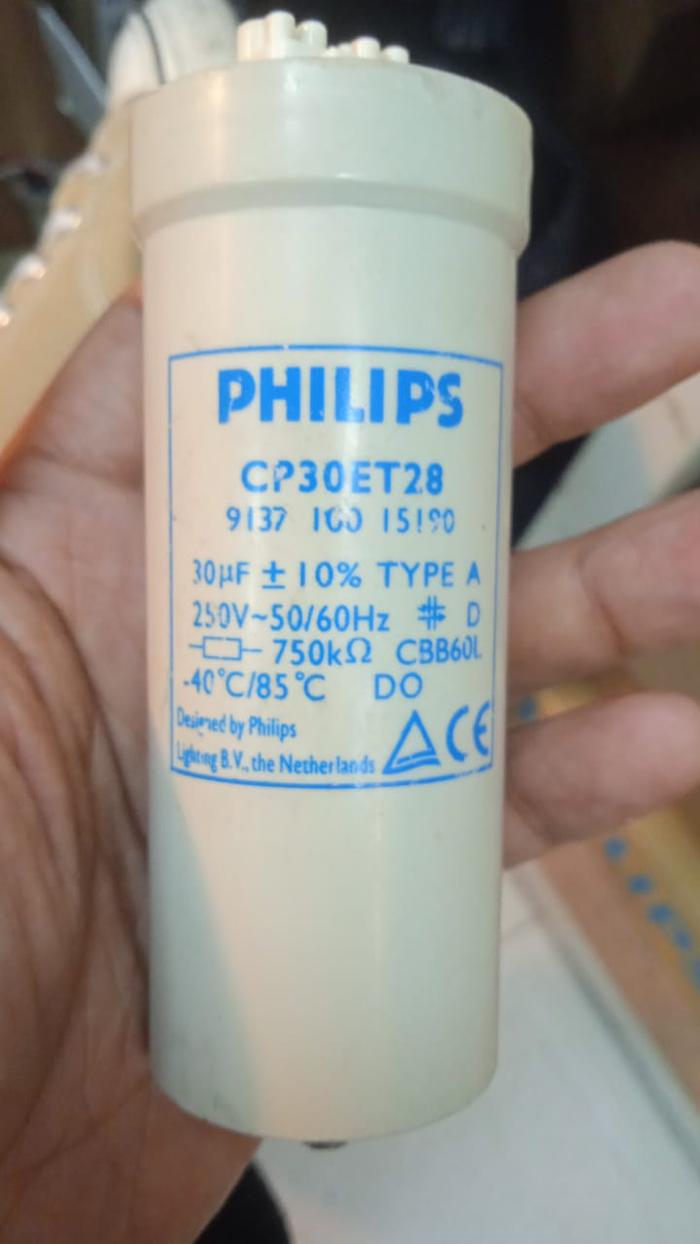 PHILIPS
CP30ET28
9137 100 15190
30µF ± 10% TYPE A
250V~50/60Hz D
750kΩ CBB60L
-40°C/85°C DO
Designed by Philips
Lighting B.V., the Netherlands
CE